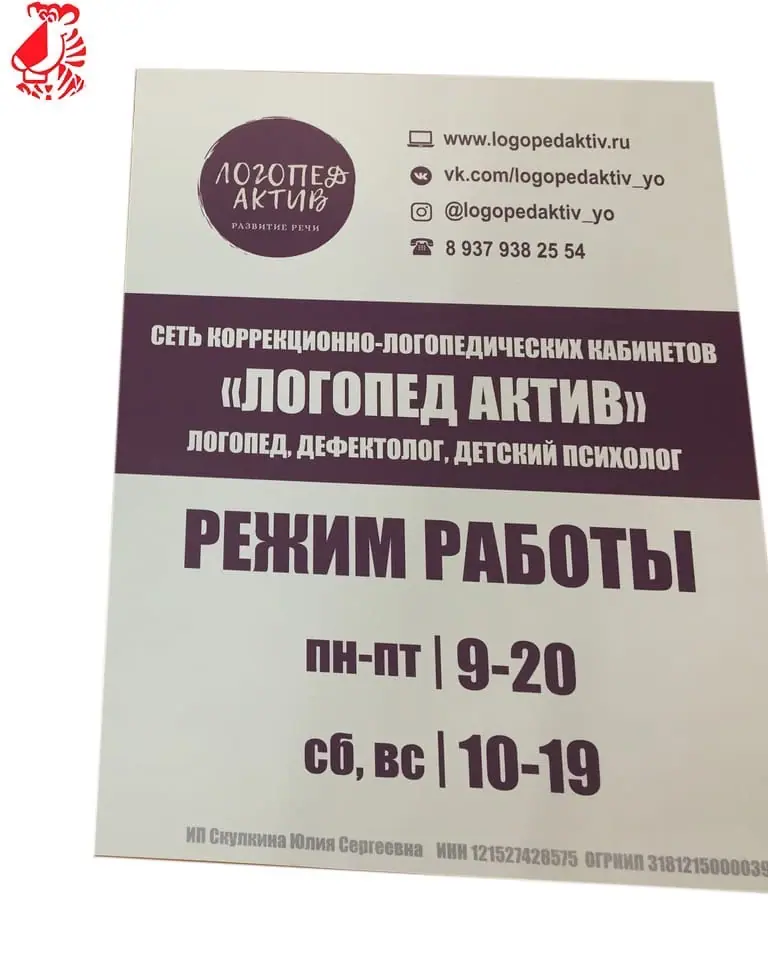 ЛОГОПЕД
АКТИВ
РАЗВИТИЕ РЕЧИ
www.logopedaktiv.ru
vk.com/logopedaktiv_yo
@logopedaktiv_yo
8 937 938 25 54
СЕТЬ КОРРЕКЦИОННО-ЛОГОПЕДИЧЕСКИХ КАБИНЕТОВ
«ЛОГОПЕД АКТИВ»
ЛОГОПЕД, ДЕФЕКТОЛОГ, ДЕТСКИЙ ПСИХОЛОГ
РЕЖИМ РАБОТЫ
пн-пт | 9-20
сб, вс | 10-19
ИП Скулкина Юлия Сергеевна ИНН 121527428575 ОГРНИП 3181215000039